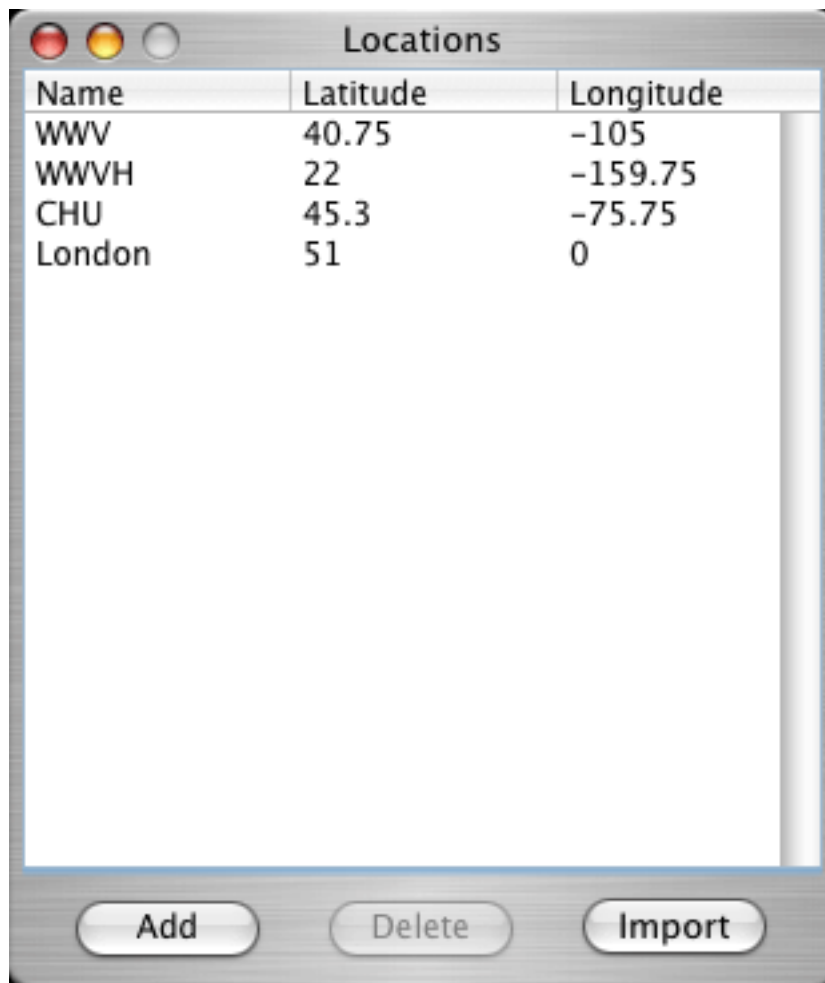 Locations
Name Latitude Longitude
WWV 40.75 -105
WWVH 22 -159.75
CHU 45.3 -75.75
London 51 0
Add Delete Import